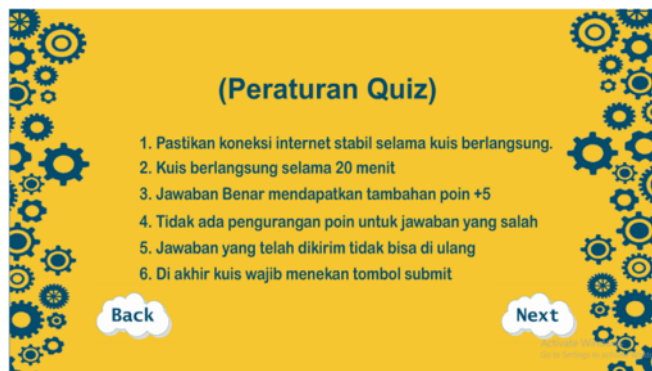 (Peraturan Quiz)
1. Pastikan koneksi internet stabil selama kuis berlangsung.
2. Kuis berlangsung selama 20 menit
3. Jawaban Benar mendapatkan tambahan poin +5
4. Tidak ada pengurangan poin untuk jawaban yang salah
5. Jawaban yang telah dikirim tidak bisa di ulang
6. Di akhir kuis wajib menekan tombol submit
Back
Next